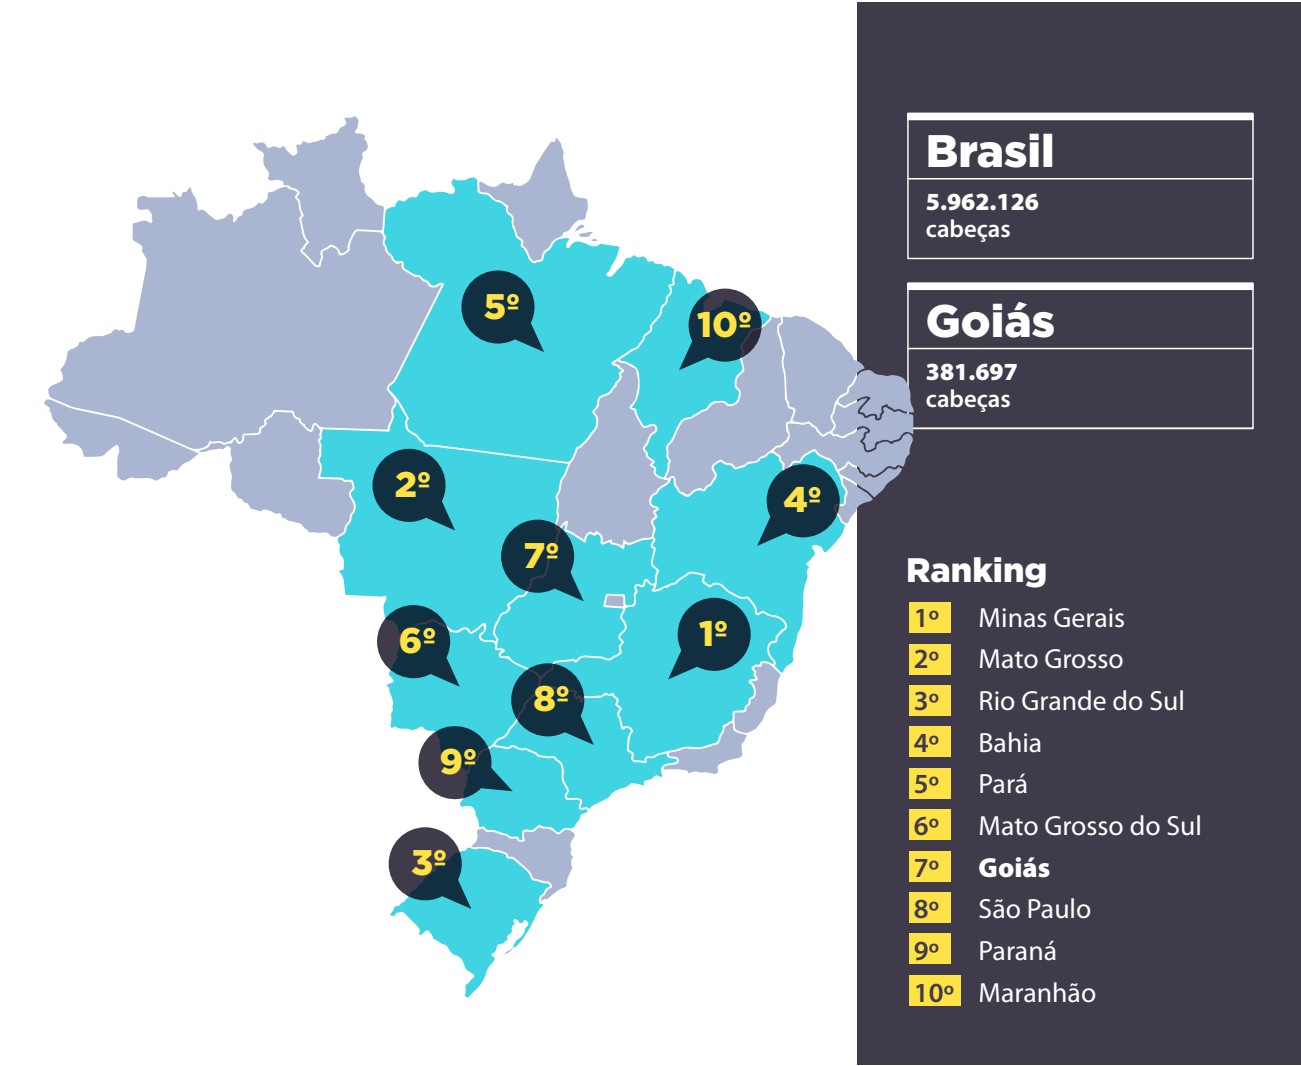 5º
10º
2º
4º
7º
6º
1º
8º
9º
3º
Brasil
5.962.126
cabeças
Goiás
381.697
cabeças
Ranking
1º Minas Gerais
2º Mato Grosso
3º Rio Grande do Sul
4º Bahia
5º Pará
6º Mato Grosso do Sul
7º Goiás
8º São Paulo
9º Paraná
10º Maranhão